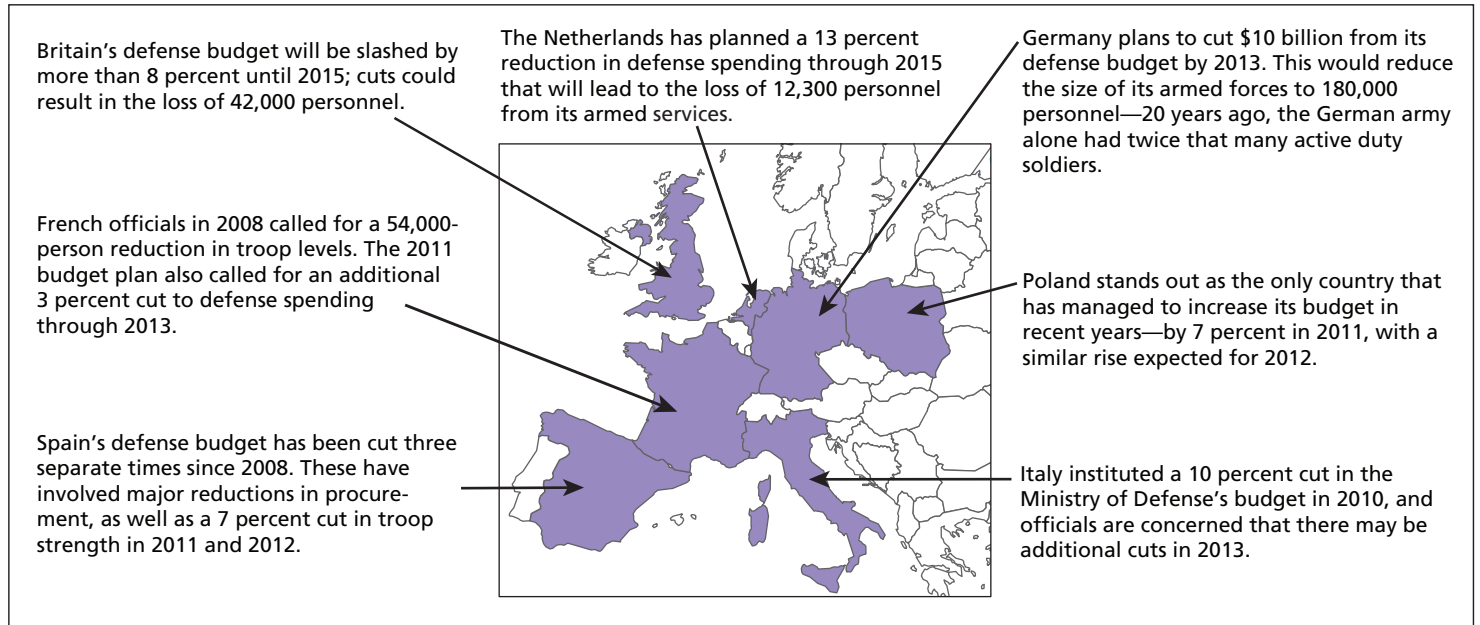 Britain’s defense budget will be slashed by
more than 8 percent until 2015; cuts could
result in the loss of 42,000 personnel.
The Netherlands has planned a 13 percent
reduction in defense spending through 2015
that will lead to the loss of 12,300 personnel
from its armed services.
Germany plans to cut $10 billion from its
defense budget by 2013. This would reduce
the size of its armed forces to 180,000
personnel—20 years ago, the German army
alone had twice that many active duty
soldiers.
French officials in 2008 called for a 54,000-
person reduction in troop levels. The 2011
budget plan also called for an additional
3 percent cut to defense spending
through 2013.
Poland stands out as the only country that
has managed to increase its budget in
recent years—by 7 percent in 2011, with a
similar rise expected for 2012.
Spain’s defense budget has been cut three
separate times since 2008. These have
involved major reductions in procure-
ment, as well as a 7 percent cut in troop
strength in 2011 and 2012.
Italy instituted a 10 percent cut in the
Ministry of Defense’s budget in 2010, and
officials are concerned that there may be
additional cuts in 2013.